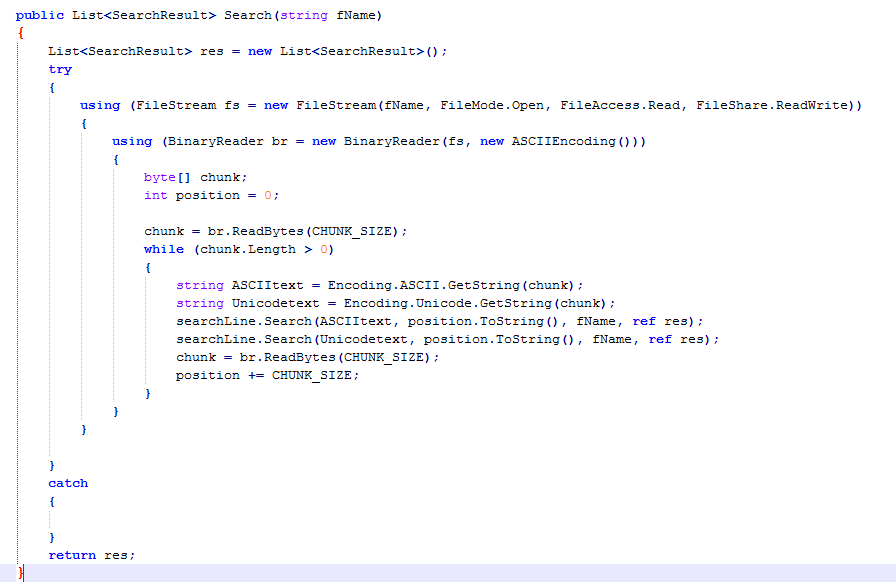 public List<SearchResult> Search(string fName)
{
    List<SearchResult> res = new List<SearchResult>();
    try
    {
        using (FileStream fs = new FileStream(fName, FileMode.Open, FileAccess.Read, FileShare.ReadWrite))
        {
            using (BinaryReader br = new BinaryReader(fs, new ASCIIEncoding()))
            {
                byte[] chunk;
                int position = 0;

                chunk = br.ReadBytes(CHUNK_SIZE);
                while (chunk.Length > 0)
                {
                    string ASCIItext = Encoding.ASCII.GetString(chunk);
                    string Unicodetext = Encoding.Unicode.GetString(chunk);
                    searchLine.Search(ASCIItext, position.ToString(), fName, ref res);
                    searchLine.Search(Unicodetext, position.ToString(), fName, ref res);
                    chunk = br.ReadBytes(CHUNK_SIZE);
                    position += CHUNK_SIZE;
                }
            }
        }

    }
    catch
    {

    }
    return res;
}